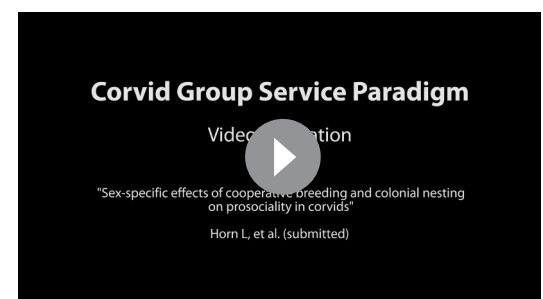 Corvid Group Service Paradigm
"Sex-specific effects of cooperative breeding and colonial nesting
on prosociality in corvids"
Horn L, et al. (submitted)